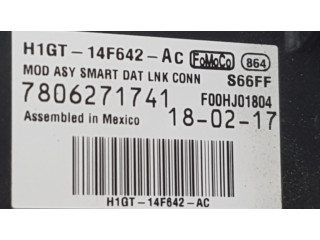 H1GT-14F642-AC FoMoCo 864
MOD ASY SMART DAT LNK CONN S66FF
7806271741 F00HJ01804
Assembled in Mexico 18-02-17
H1GT-14F642-AC